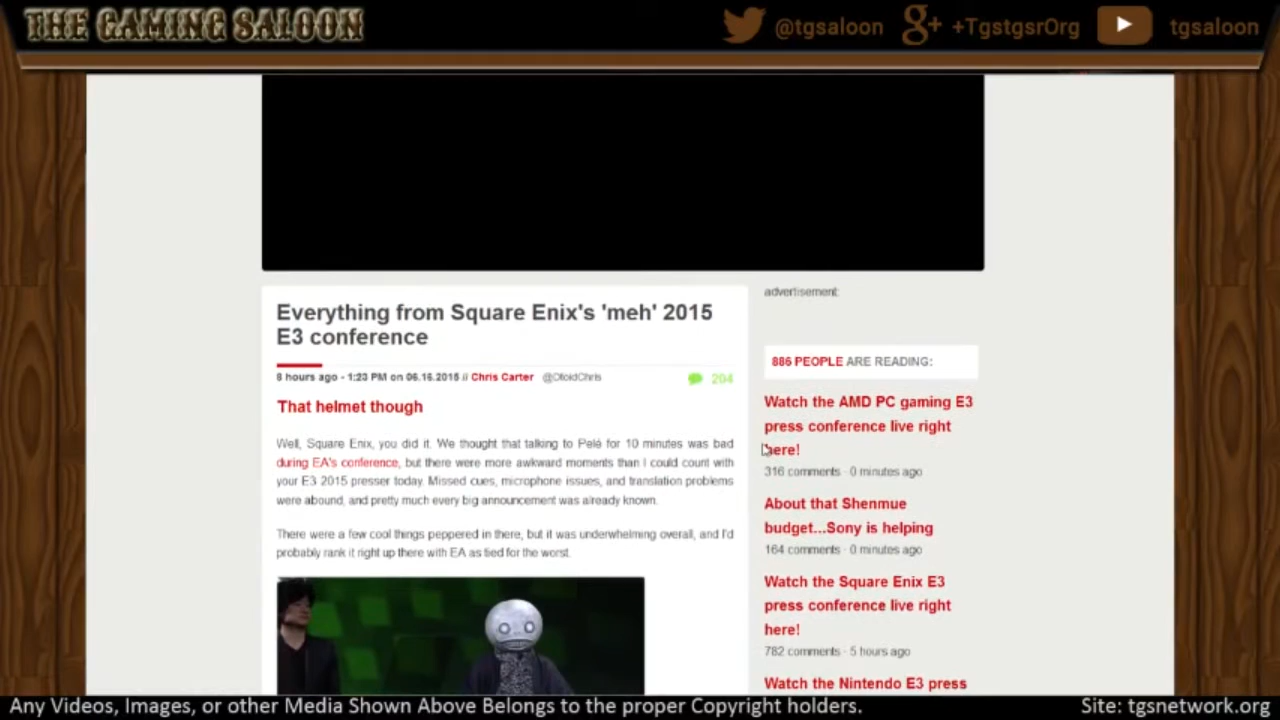 THE GAMING SALOON
@tgsaloon
+TgstgsrOrg
tgsaloon
Everything from Square Enix's 'meh' 2015
E3 conference
8 hours ago - 1:23 PM on 06.16.2015 // Chris Carter @DtoidChris
204
That helmet though
Well, Square Enix, you did it. We thought that talking to Pelé for 10 minutes was bad
during EA's conference, but there were more awkward moments than I could count with
your E3 2015 presser today. Missed cues, microphone issues, and translation problems
were abound, and pretty much every big announcement was already known.
There were a few cool things peppered in there, but it was underwhelming overall, and I'd
probably rank it right up there with EA as tied for the worst.
advertisement:
886 PEOPLE ARE READING:
Watch the AMD PC gaming E3
press conference live right
here!
316 comments · 0 minutes ago
About that Shenmue
budget...Sony is helping
164 comments · 0 minutes ago
Watch the Square Enix E3
press conference live right
here!
782 comments · 5 hours ago
Watch the Nintendo E3 press
Any Videos, Images, or other Media Shown Above Belongs to the proper Copyright holders.
Site: tgsnetwork.org